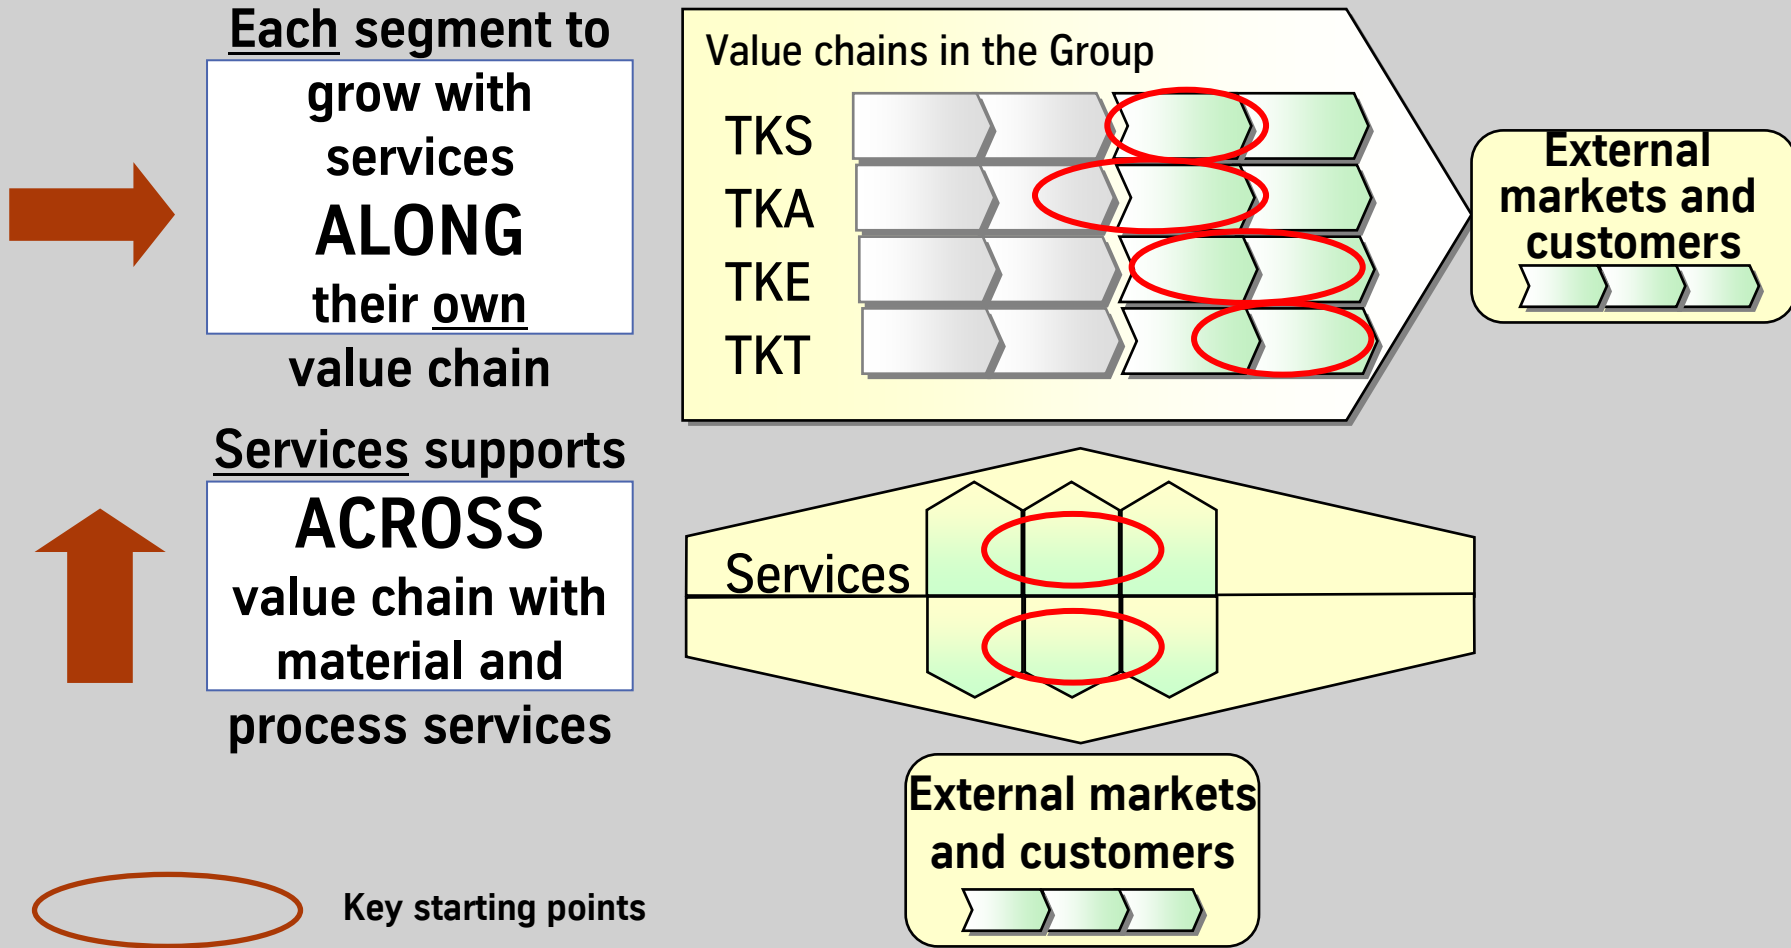 Each segment to
grow with
services
ALONG
their own
value chain
Value chains in the Group
TKS
TKA
TKE
TKT
External
markets and
customers
Services supports
ACROSS
value chain with
material and
process services
Services
External markets
and customers
Key starting points